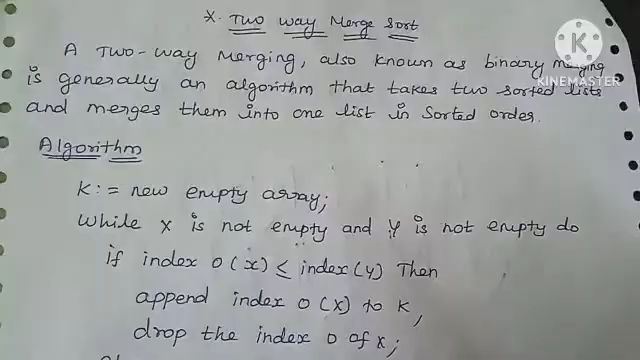 X. Two way Merge Sort
A Two-way Merging, also known as binary merging
is generally an algorithm that takes two sorted lists
and merges them into one list in sorted order.
Algorithm
K := new empty array;
While X is not empty and Y is not empty do
if index 0 (x) ≤ index (y) Then
append index 0 (X) to K,
drop the index 0 of x;
K
KINEMASTER